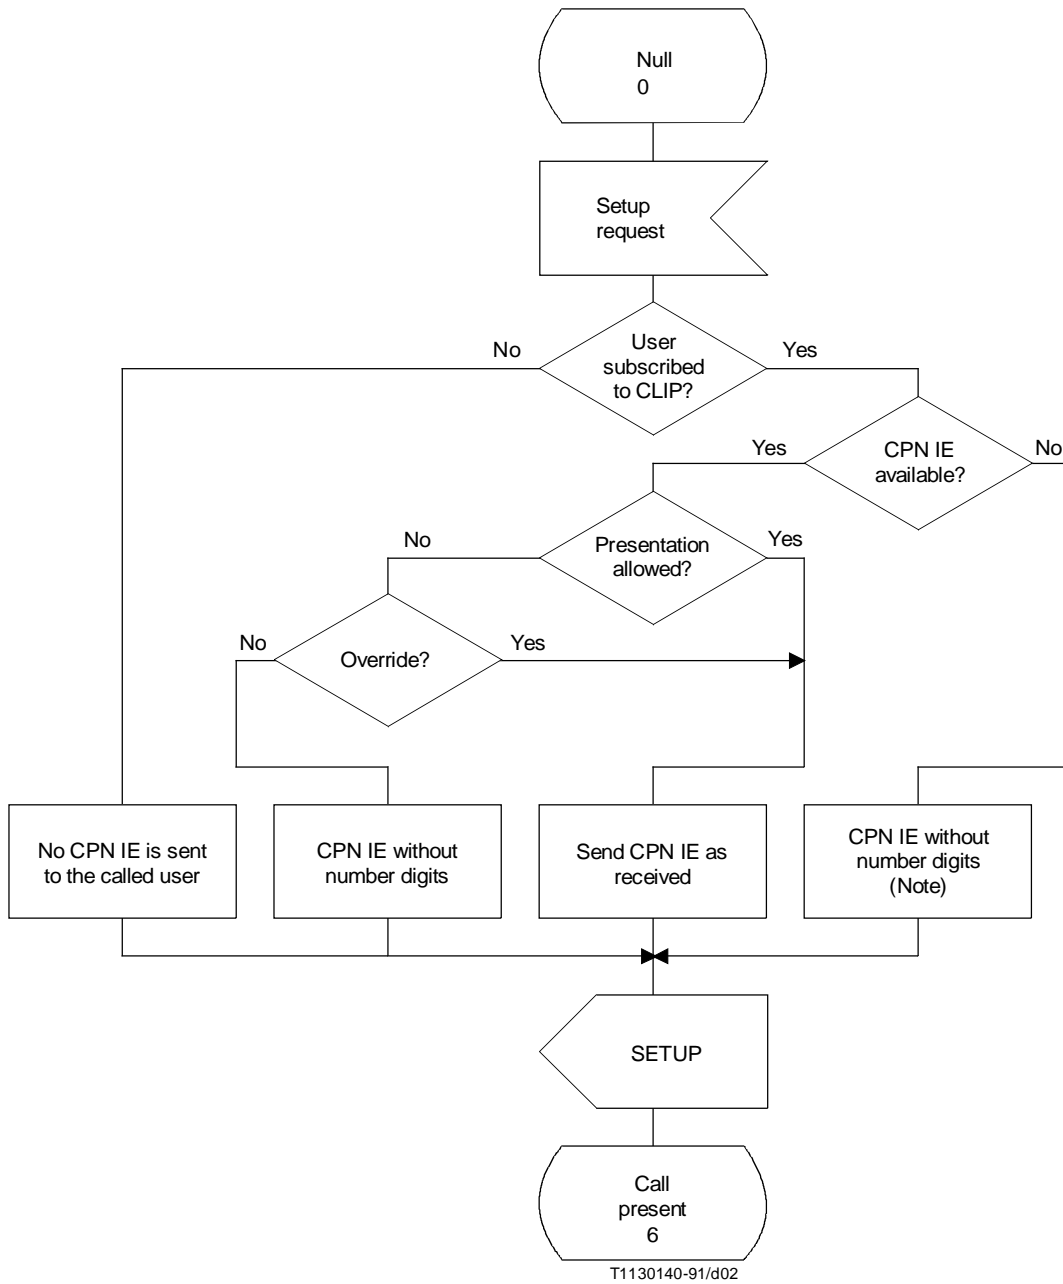 Null
0
Setup
request
No
User
subscribed
to CLIP?
Yes
Yes
CPN IE
available?
No
No
Presentation
allowed?
Yes
No
Override?
Yes
No CPN IE is sent
to the called user
CPN IE without
number digits
Send CPN IE as
received
CPN IE without
number digits
(Note)
SETUP
Call
present
6
T1130140-91/d02